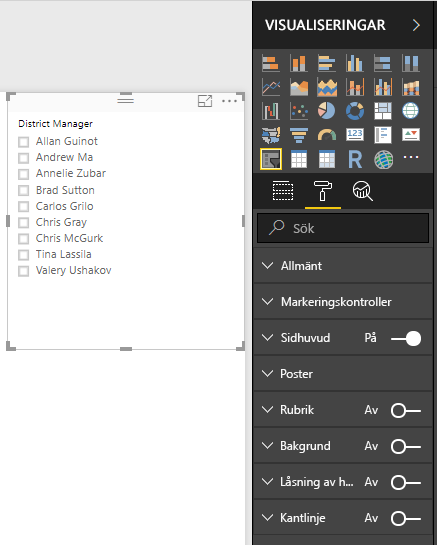 VISUALISERINGAR
District Manager
Allan Guinot
Andrew Ma
Annelie Zubar
Brad Sutton
Carlos Grilo
Chris Gray
Chris McGurk
Tina Lassila
Valery Ushakov
123
R
Sök
Allmänt
Markeringskontroller
Sidhuvud På
Poster
Rubrik Av
Bakgrund Av
Låsning av h... Av
Kantlinje Av